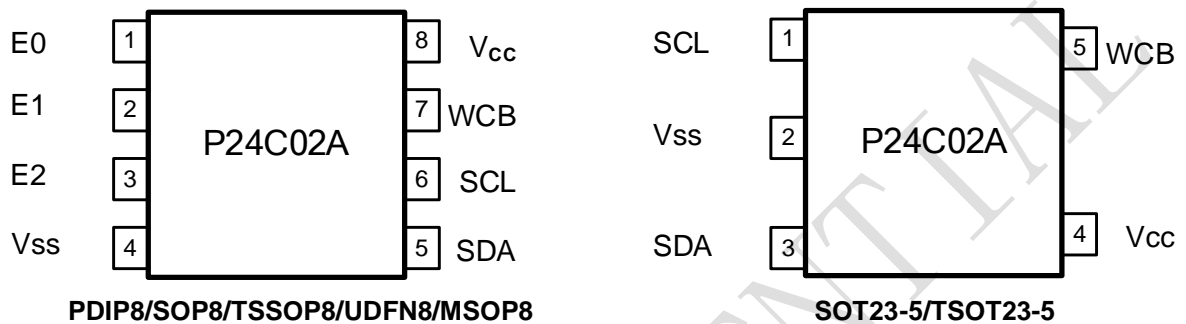 E0 1 8 Vcc
E1 2 7 WCB
P24C02A
E2 3 6 SCL
Vss 4 5 SDA
PDIP8/SOP8/TSSOP8/UDFN8/MSOP8
SCL 1 5 WCB
Vss 2 P24C02A
SDA 3 4 Vcc
SOT23-5/TSOT23-5
NTIAL